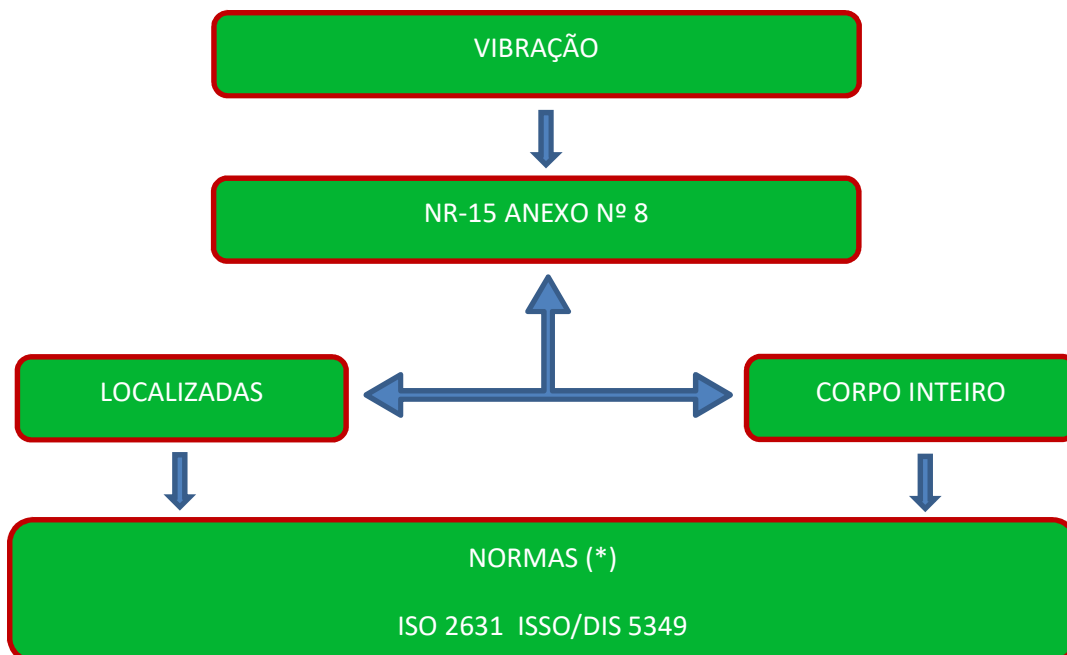 VIBRAÇÃO
NR-15 ANEXO Nº 8
LOCALIZADAS
CORPO INTEIRO
NORMAS (*)
ISO 2631 ISSO/DIS 5349